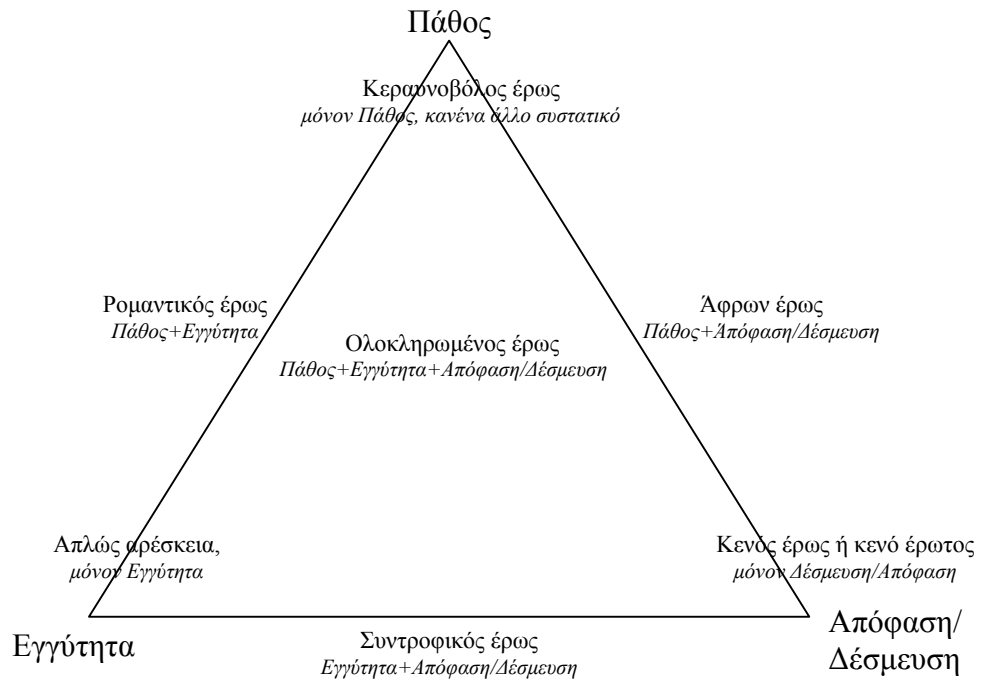 Πάθος
Κεραυνοβόλος έρως
μόνον Πάθος, κανένα άλλο συστατικό
Ρομαντικός έρως
Πάθος+Εγγύτητα
Άφρων έρως
Πάθος+Απόφαση/Δέσμευση
Ολοκληρωμένος έρως
Πάθος+Εγγύτητα+Απόφαση/Δέσμευση
Απλώς αρέσκεια,
μόνον Εγγύτητα
Κενός έρως ή κενό έρωτος
μόνον Δέσμευση/Απόφαση
Εγγύτητα
Συντροφικός έρως
Εγγύτητα+Απόφαση/Δέσμευση
Απόφαση/
Δέσμευση